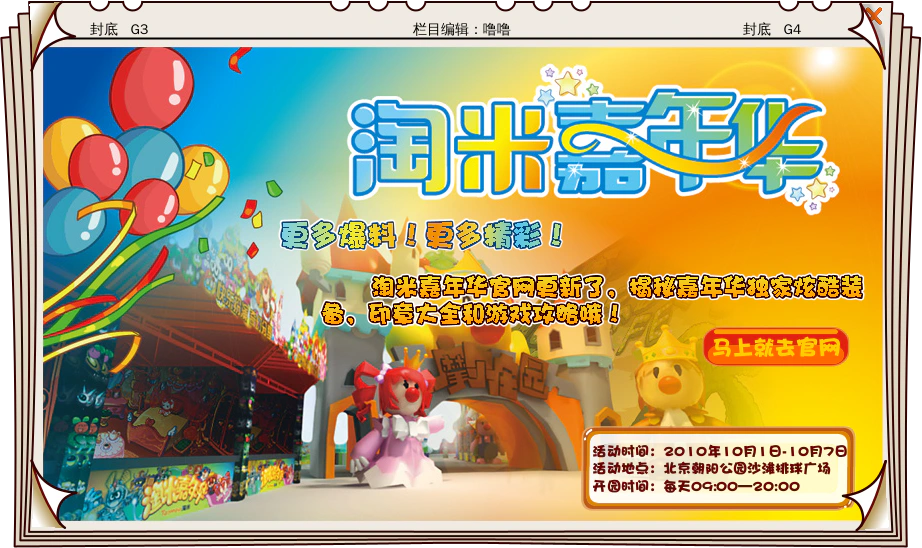 封底 G3
栏目编辑：噜噜
封底 G4
淘米嘉年华
更多爆料！更多精彩！
淘米嘉年华官网更新了，揭秘嘉年华独家炫酷装
备，印章大全和游戏攻略哦！
马上就去官网
摩尔庄园
活动时间：2010年10月1日-10月7日
活动地点：北京朝阳公园沙滩排球广场
开园时间：每天09:00—20:00